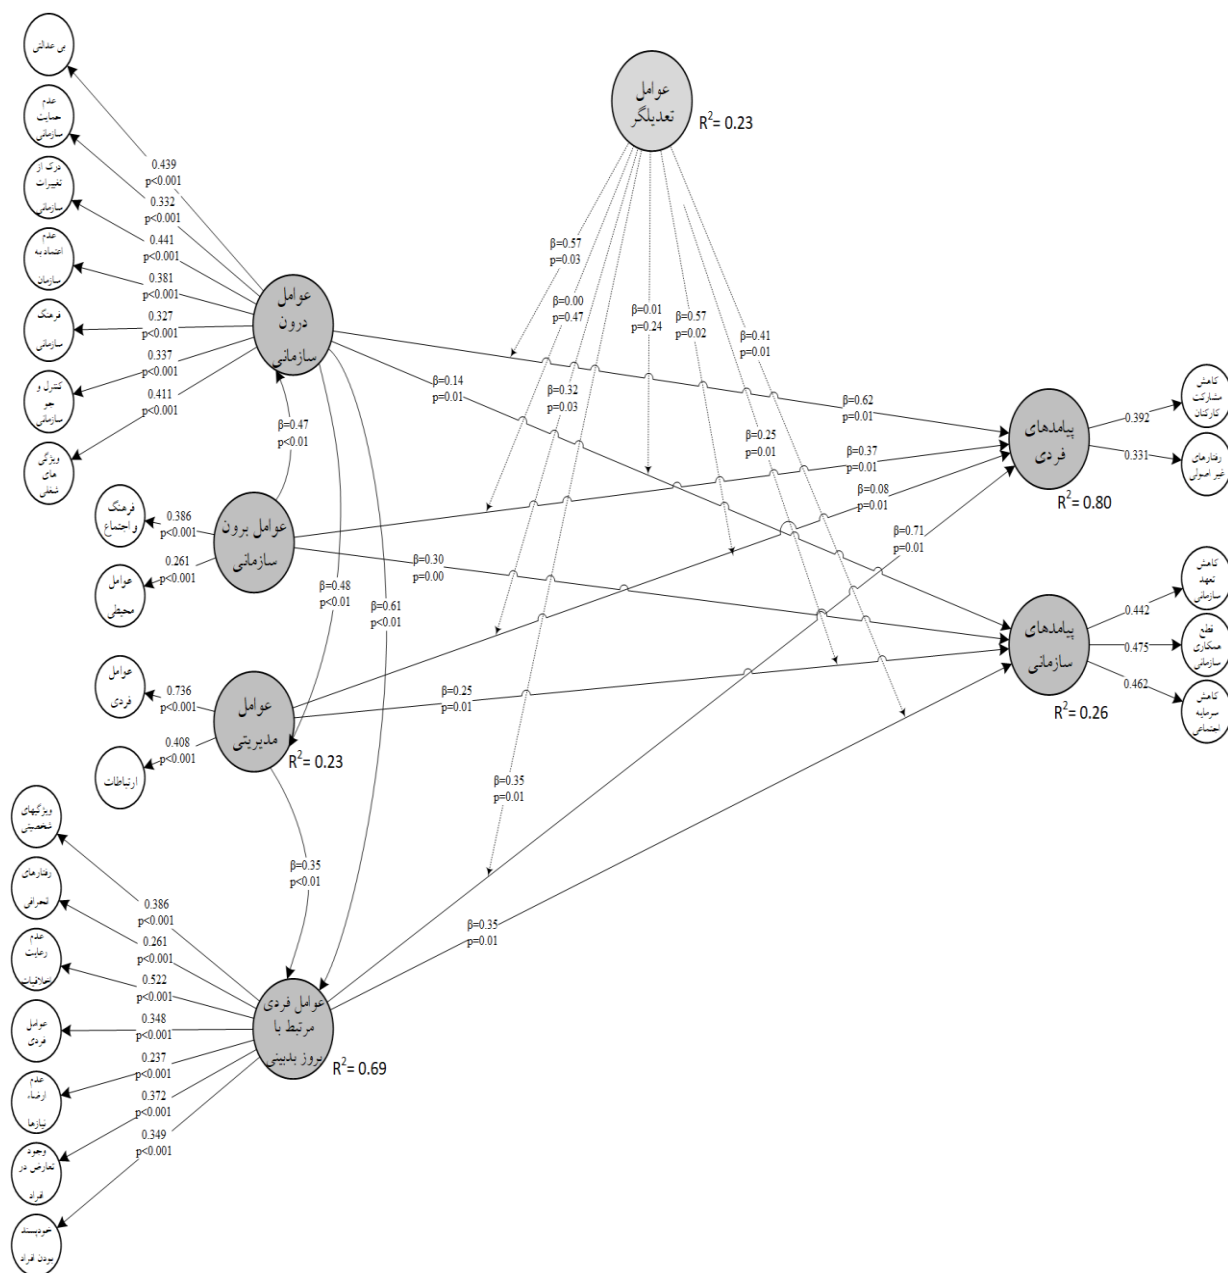 بی عدالتی
عدم
حمایت
سازمانی
درک از
تغییرات
سازمانی
عدم
اعتماد به
سازمان
فرهنگ
سازمانی
کنترل و
جو
سازمانی
ویژگی
های
شغلی
0.439
p<0.001
0.332
p<0.001
0.441
p<0.001
0.381
p<0.001
0.327
p<0.001
0.337
p<0.001
0.411
p<0.001
عوامل
درون
سازمانی
عوامل
تعدیلگر
R²= 0.23
β=0.57
p=0.03
β=0.00
p=0.47
β=0.01
p=0.24
β=0.57
p=0.02
β=0.41
p=0.01
β=0.32
p=0.03
β=0.25
p=0.01
β=0.35
p=0.01
β=0.14
p=0.01
β=0.62
p=0.01
β=0.37
p=0.01
β=0.08
p=0.01
β=0.71
p=0.01
β=0.47
p<0.01
فرهنگ
و اجتماع
عوامل
محیطی
0.386
p<0.001
0.261
p<0.001
عوامل برون
سازمانی
β=0.30
p=0.00
β=0.48
p<0.01
β=0.61
p<0.01
عوامل
فردی
ارتباطات
0.736
p<0.001
0.408
p<0.001
عوامل
مدیریتی
R²= 0.23
β=0.25
p=0.01
β=0.35
p<0.01
β=0.35
p=0.01
پیامدهای
فردی
R²= 0.80
0.392
0.331
کاهش
مشارکت
کارکنان
رفتارهای
غیر اصولی
پیامدهای
سازمانی
R²= 0.26
0.442
0.475
0.462
کاهش
تعهد
سازمانی
قطع
همکاری
سازمانی
کاهش
سرمایه
اجتماعی
ویژگیهای
شخصیتی
رفتارهای
انحرافی
عدم
رعایت
اخلاقیات
عوامل
فردی
عدم
ارضاء
نیازها
وجود
تعارض در
افراد
خودپسند
بودن افراد
0.386
p<0.001
0.261
p<0.001
0.522
p<0.001
0.348
p<0.001
0.237
p<0.001
0.372
p<0.001
0.349
p<0.001
عوامل فردی
مرتبط با
بروز بدبینی
R²= 0.69